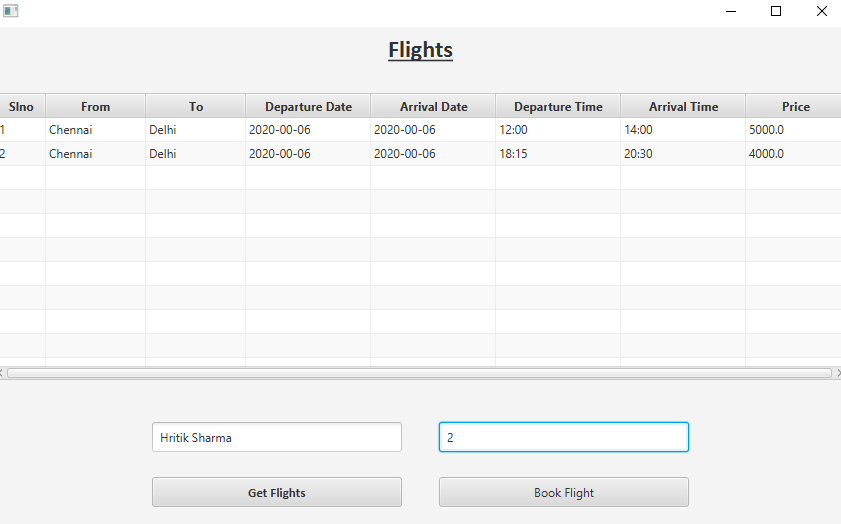 Flights
Slno From To Departure Date Arrival Date Departure Time Arrival Time Price
1 Chennai Delhi 2020-00-06 2020-00-06 12:00 14:00 5000.0
2 Chennai Delhi 2020-00-06 2020-00-06 18:15 20:30 4000.0
Hritik Sharma 2
Get Flights Book Flight